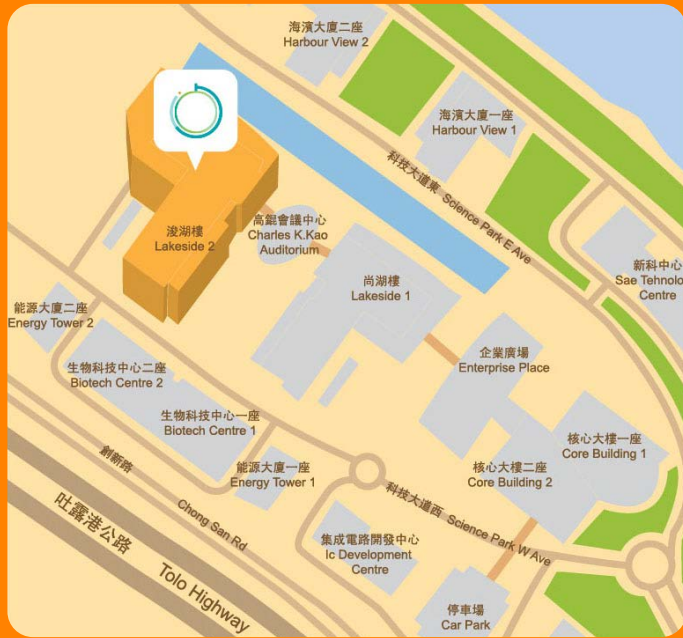 海濱大廈二座
Harbour View 2
海濱大廈一座
Harbour View 1
科技大道東 Science Park E Ave
浚湖樓
Lakeside 2
高錕會議中心
Charles K.Kao
Auditorium
新科中心
Sae Tehnolo
Centre
尚湖樓
Lakeside 1
能源大廈二座
Energy Tower 2
企業廣場
Enterprise Place
生物科技中心二座
Biotech Centre 2
生物科技中心一座
Biotech Centre 1
核心大樓一座
Core Building 1
創新路
Chong San Rd
能源大廈一座
Energy Tower 1
核心大樓二座
Core Building 2
科技大道西 Science Park W Ave
吐露港公路
Tolo Highway
集成電路開發中心
Ic Development
Centre
停車場
Car Park